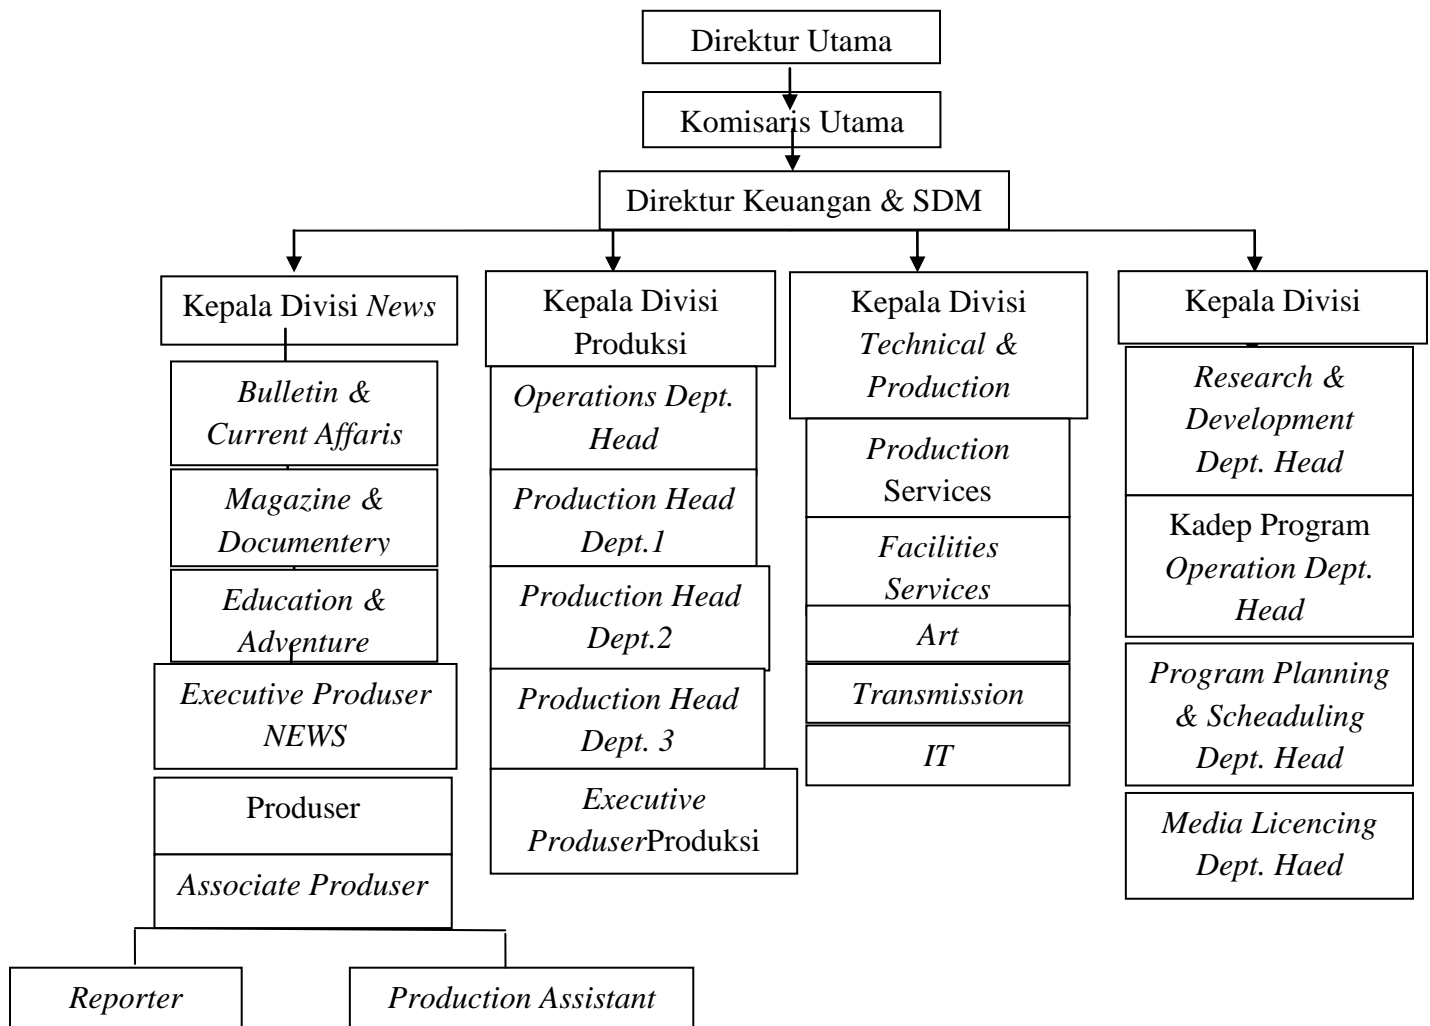 Direktur Utama
Komisaris Utama
Direktur Keuangan & SDM
Kepala Divisi News
Bulletin &
Current Affaris
Magazine &
Documentery
Education &
Adventure
Executive Produser
NEWS
Produser
Associate Produser
Reporter
Production Assistant
Kepala Divisi
Produksi
Operations Dept.
Head
Production Head
Dept.1
Production Head
Dept.2
Production Head
Dept. 3
Executive
ProduserProduksi
Kepala Divisi
Technical &
Production
Production
Services
Facilities
Services
Art
Transmission
IT
Kepala Divisi
Research &
Development
Dept. Head
Kadep Program
Operation Dept.
Head
Program Planning
& Scheaduling
Dept. Head
Media Licencing
Dept. Haed